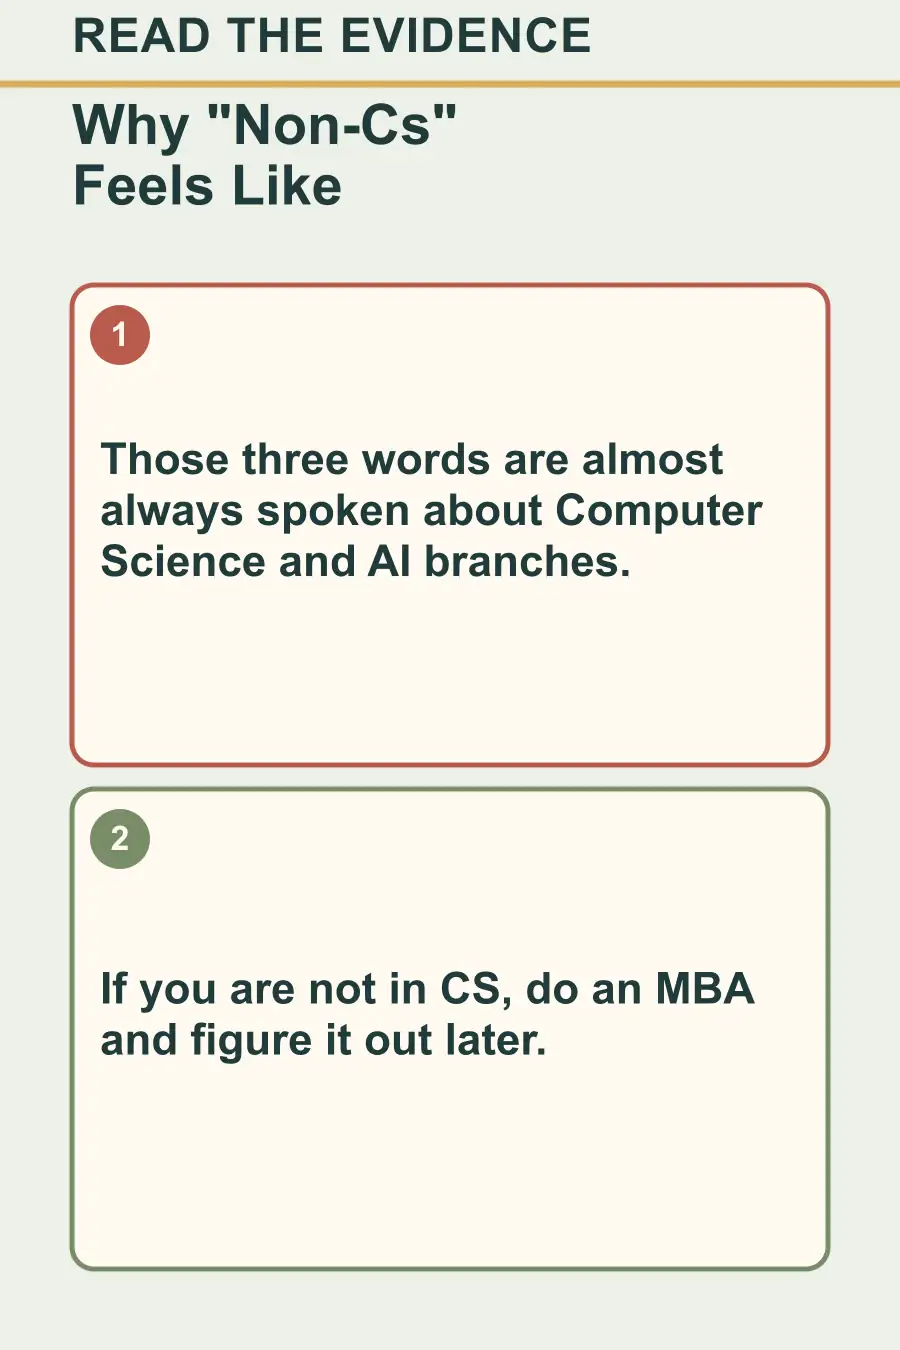 READ THE EVIDENCE
Why "Non-Cs"
Feels Like
1
Those three words are almost
always spoken about Computer
Science and AI branches.
2
If you are not in CS, do an MBA
and figure it out later.